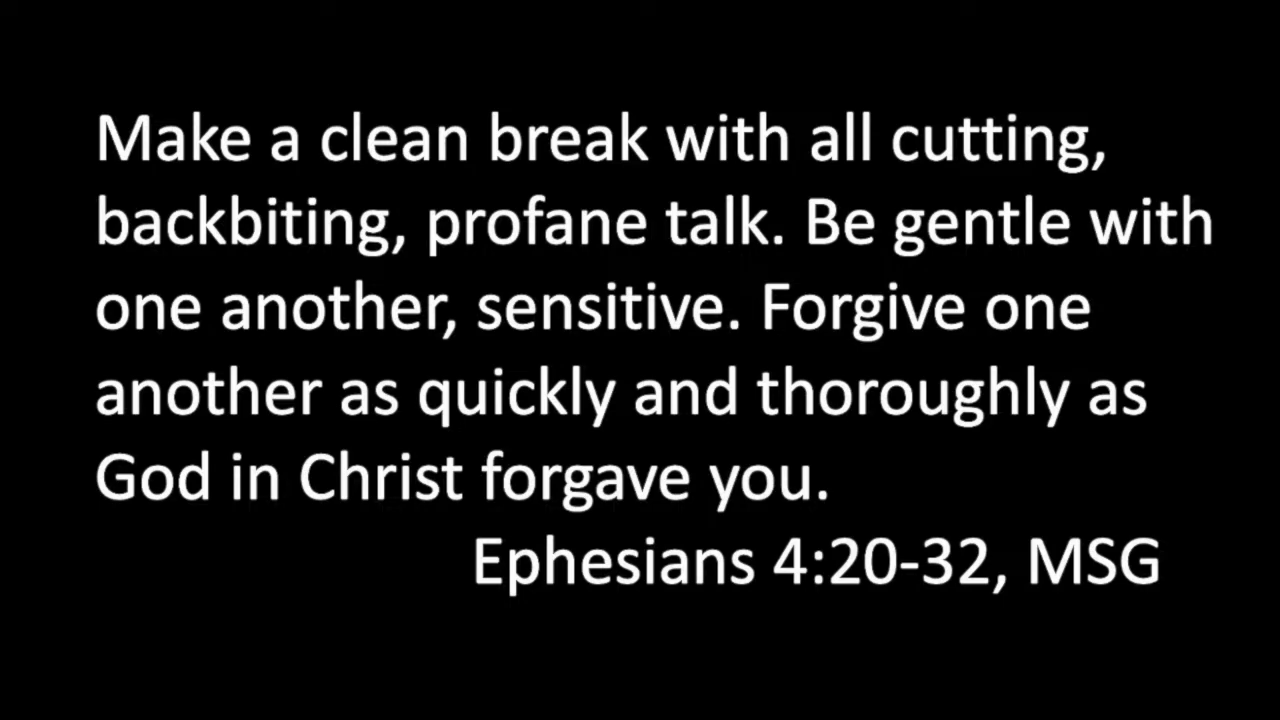 Make a clean break with all cutting,
backbiting, profane talk. Be gentle with
one another, sensitive. Forgive one
another as quickly and thoroughly as
God in Christ forgave you.
Ephesians 4:20-32, MSG